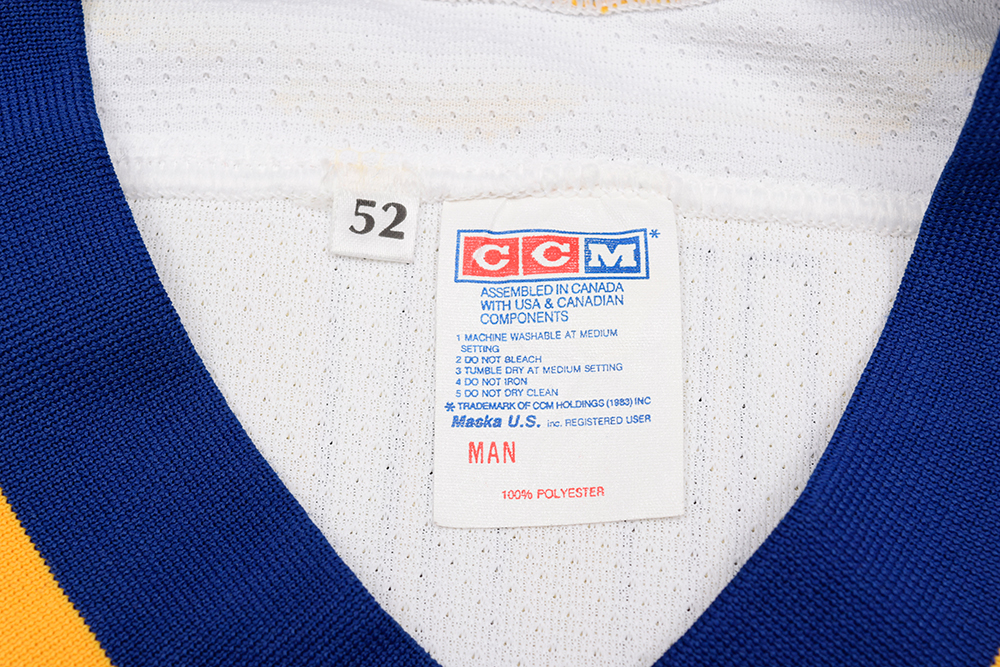 52
CCM*
ASSEMBLED IN CANADA
WITH USA & CANADIAN
COMPONENTS
1 MACHINE WASHABLE AT MEDIUM
SETTING
2 DO NOT BLEACH
3 TUMBLE DRY AT MEDIUM SETTING
4 DO NOT IRON
5 DO NOT DRY CLEAN
* TRADEMARK OF CCM HOLDINGS (1983) INC
Maska U.S. inc. REGISTERED USER
MAN
100% POLYESTER